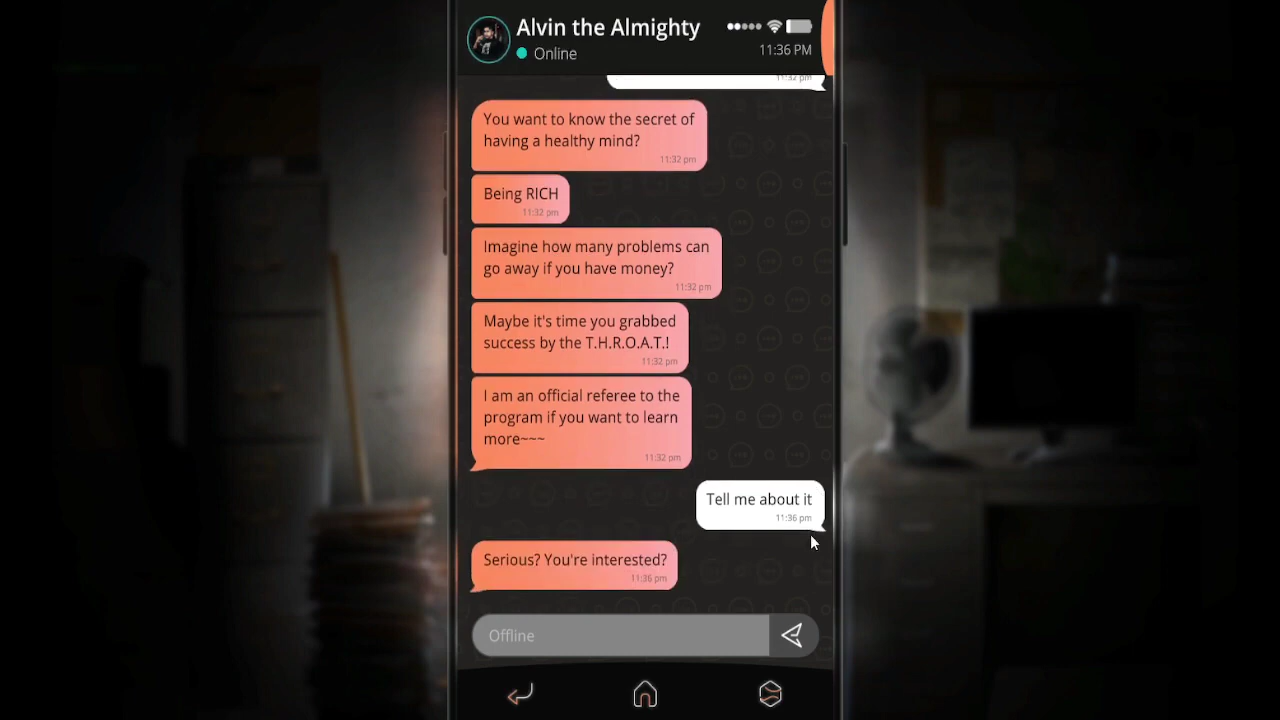 Alvin the Almighty
Online
11:36 PM
11:32 pm
You want to know the secret of
having a healthy mind?
11:32 pm
Being RICH
11:32 pm
Imagine how many problems can
go away if you have money?
11:32 pm
Maybe it's time you grabbed
success by the T.H.R.O.A.T.!
11:32 pm
I am an official referee to the
program if you want to learn
more~~~
11:32 pm
Tell me about it
11:36 pm
Serious? You're interested?
11:36 pm
Offline